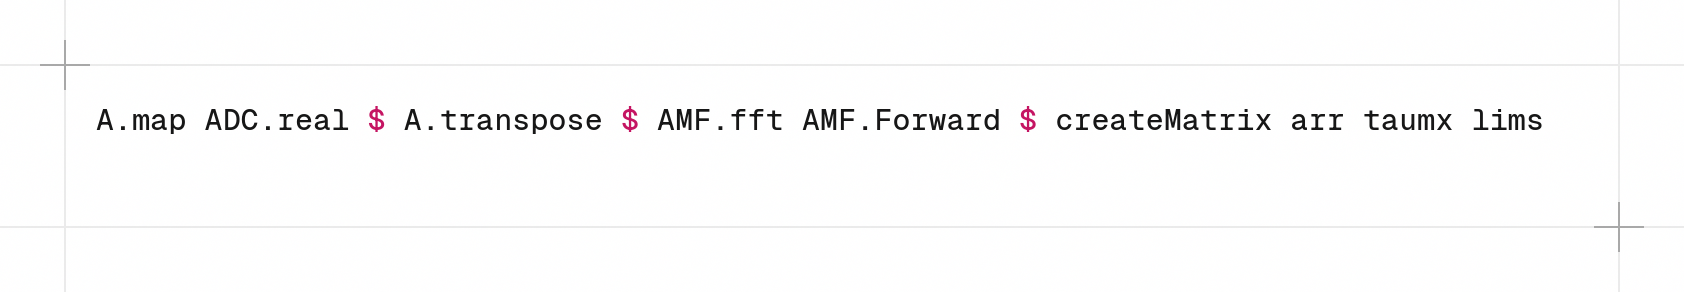 A.map ADC.real $ A.transpose $ AMF.fft AMF.Forward $ createMatrix arr taumx lims